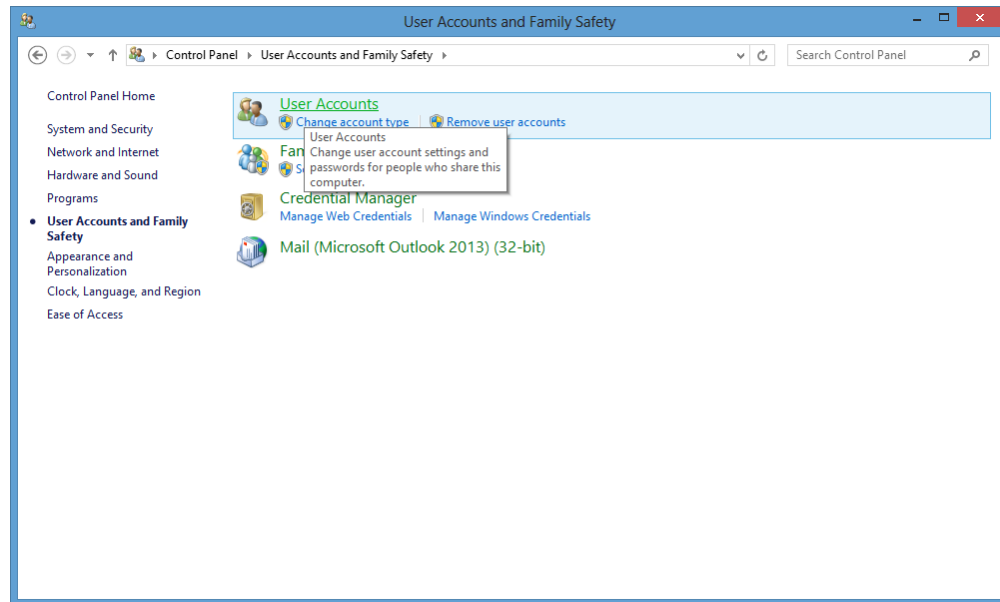 User Accounts and Family Safety
Control Panel User Accounts and Family Safety
Search Control Panel
Control Panel Home
System and Security
Network and Internet
Hardware and Sound
Programs
User Accounts and Family
Safety
Appearance and
Personalization
Clock, Language, and Region
Ease of Access
User Accounts
Change account type Remove user accounts
User Accounts
Change user account settings and
passwords for people who share this
computer.
Credential Manager
Manage Web Credentials Manage Windows Credentials
Mail (Microsoft Outlook 2013) (32-bit)